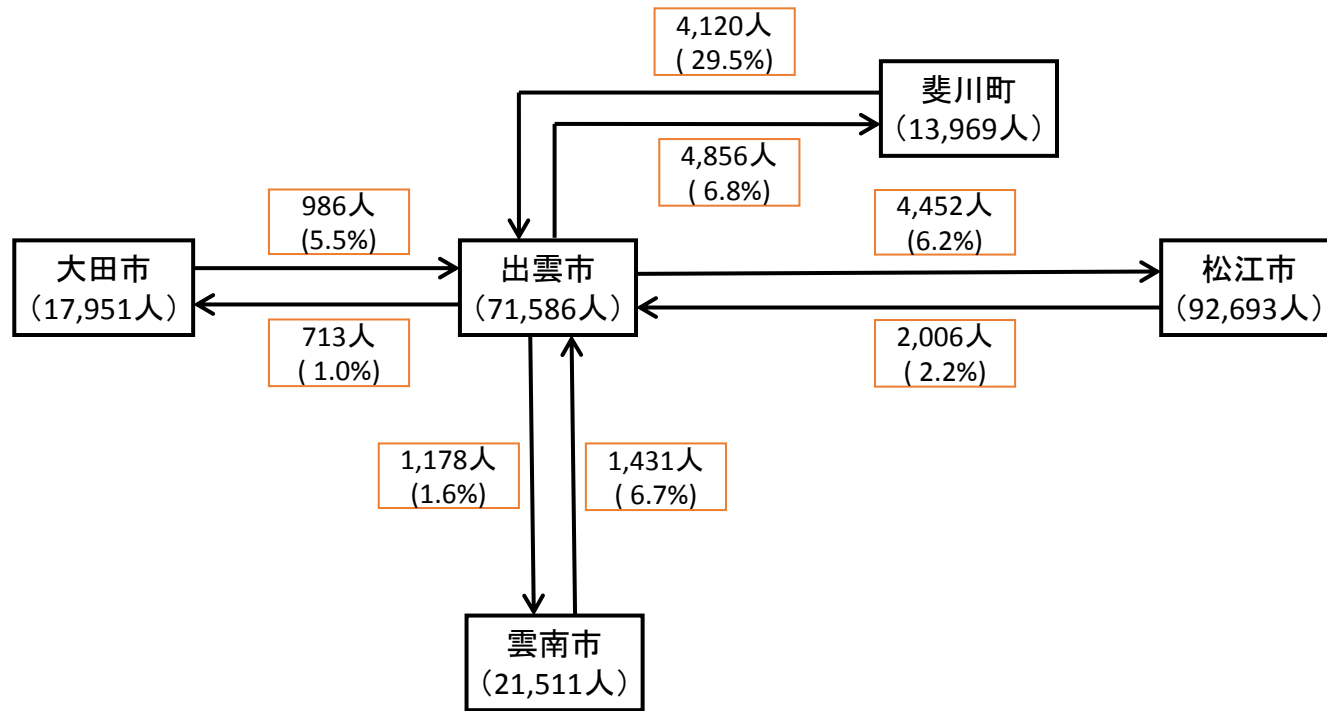 4,120人
( 29.5%)
斐川町
（13,969人）
4,856人
( 6.8%)
986人
(5.5%)
4,452人
(6.2%)
大田市
（17,951人）
出雲市
（71,586人）
松江市
（92,693人）
713人
( 1.0%)
2,006人
( 2.2%)
1,178人
(1.6%)
1,431人
( 6.7%)
雲南市
（21,511人）